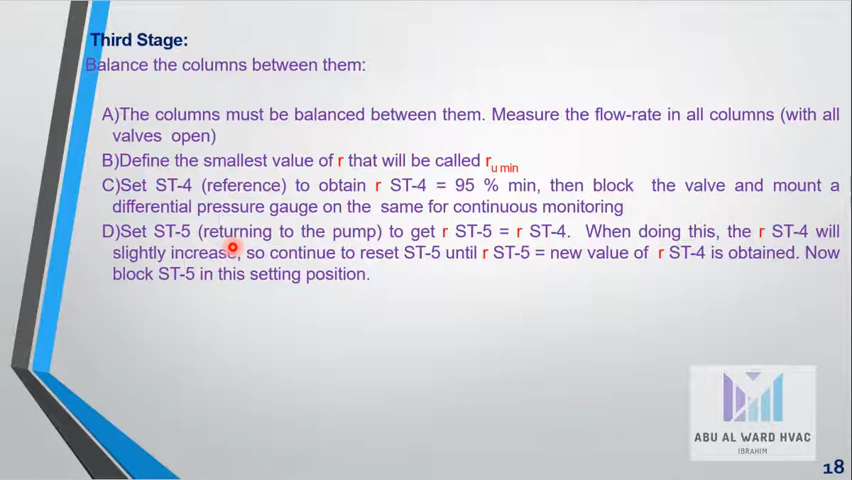 Third Stage:
Balance the columns between them:
A)The columns must be balanced between them. Measure the flow-rate in all columns (with all
valves open)
B)Define the smallest value of r that will be called ru min
C)Set ST-4 (reference) to obtain r ST-4 = 95 % min, then block the valve and mount a
differential pressure gauge on the same for continuous monitoring
D)Set ST-5 (returning to the pump) to get r ST-5 = r ST-4. When doing this, the r ST-4 will
slightly increase, so continue to reset ST-5 until r ST-5 = new value of r ST-4 is obtained. Now
block ST-5 in this setting position.
ABU AL WARD HVAC
IBRAHIM
18